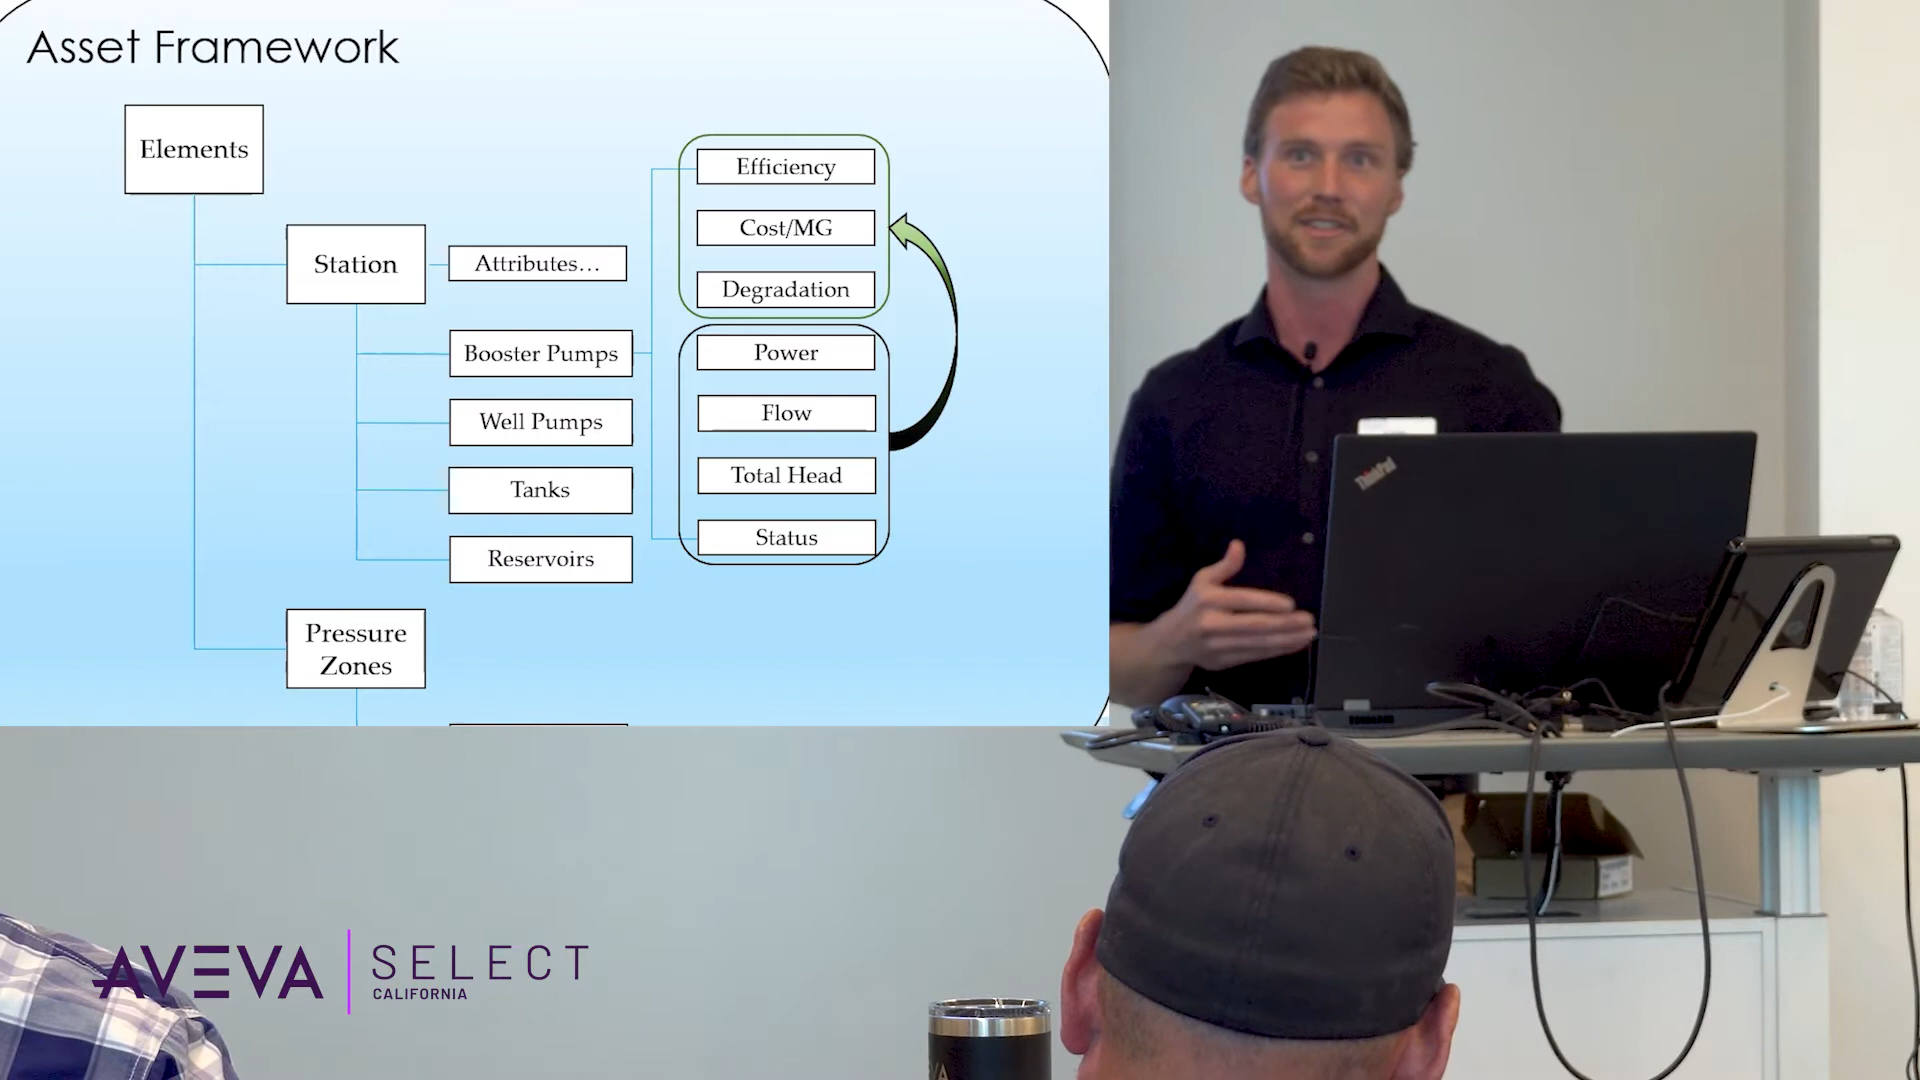 Asset Framework
Elements
Station
Attributes...
Booster Pumps
Well Pumps
Tanks
Reservoirs
Pressure
Zones
Efficiency
Cost/MG
Degradation
Power
Flow
Total Head
Status
ThinkPad
AVEVA
SELECT
CALIFORNIA